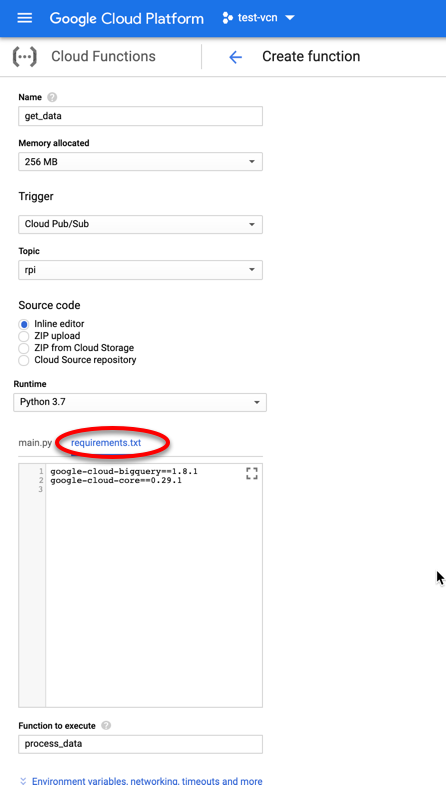 Google Cloud Platform test-vcn
Cloud Functions Create function
Name
get_data
Memory allocated
256 MB
Trigger
Cloud Pub/Sub
Topic
rpi
Source code
Inline editor
ZIP upload
ZIP from Cloud Storage
Cloud Source repository
Runtime
Python 3.7
main.py requirements.txt
1 google-cloud-bigquery==1.8.1
2 google-cloud-core==0.29.1
3
Function to execute
process_data
Environment variables, networking, timeouts and more